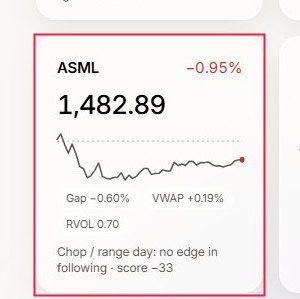 ASML −0.95%
1,482.89
Gap −0.60% VWAP +0.19%
RVOL 0.70
Chop / range day: no edge in
following · score −33